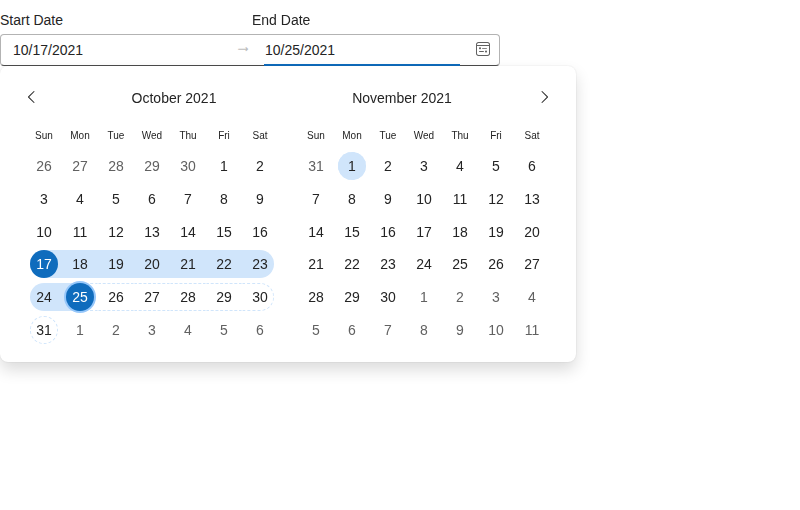 Start Date End Date
10/17/2021 → 10/25/2021
October 2021 November 2021
Sun Mon Tue Wed Thu Fri Sat Sun Mon Tue Wed Thu Fri Sat
26 27 28 29 30 1 2 31 1 2 3 4 5 6
3 4 5 6 7 8 9 7 8 9 10 11 12 13
10 11 12 13 14 15 16 14 15 16 17 18 19 20
17 18 19 20 21 22 23 21 22 23 24 25 26 27
24 25 26 27 28 29 30 28 29 30 1 2 3 4
31 1 2 3 4 5 6 5 6 7 8 9 10 11